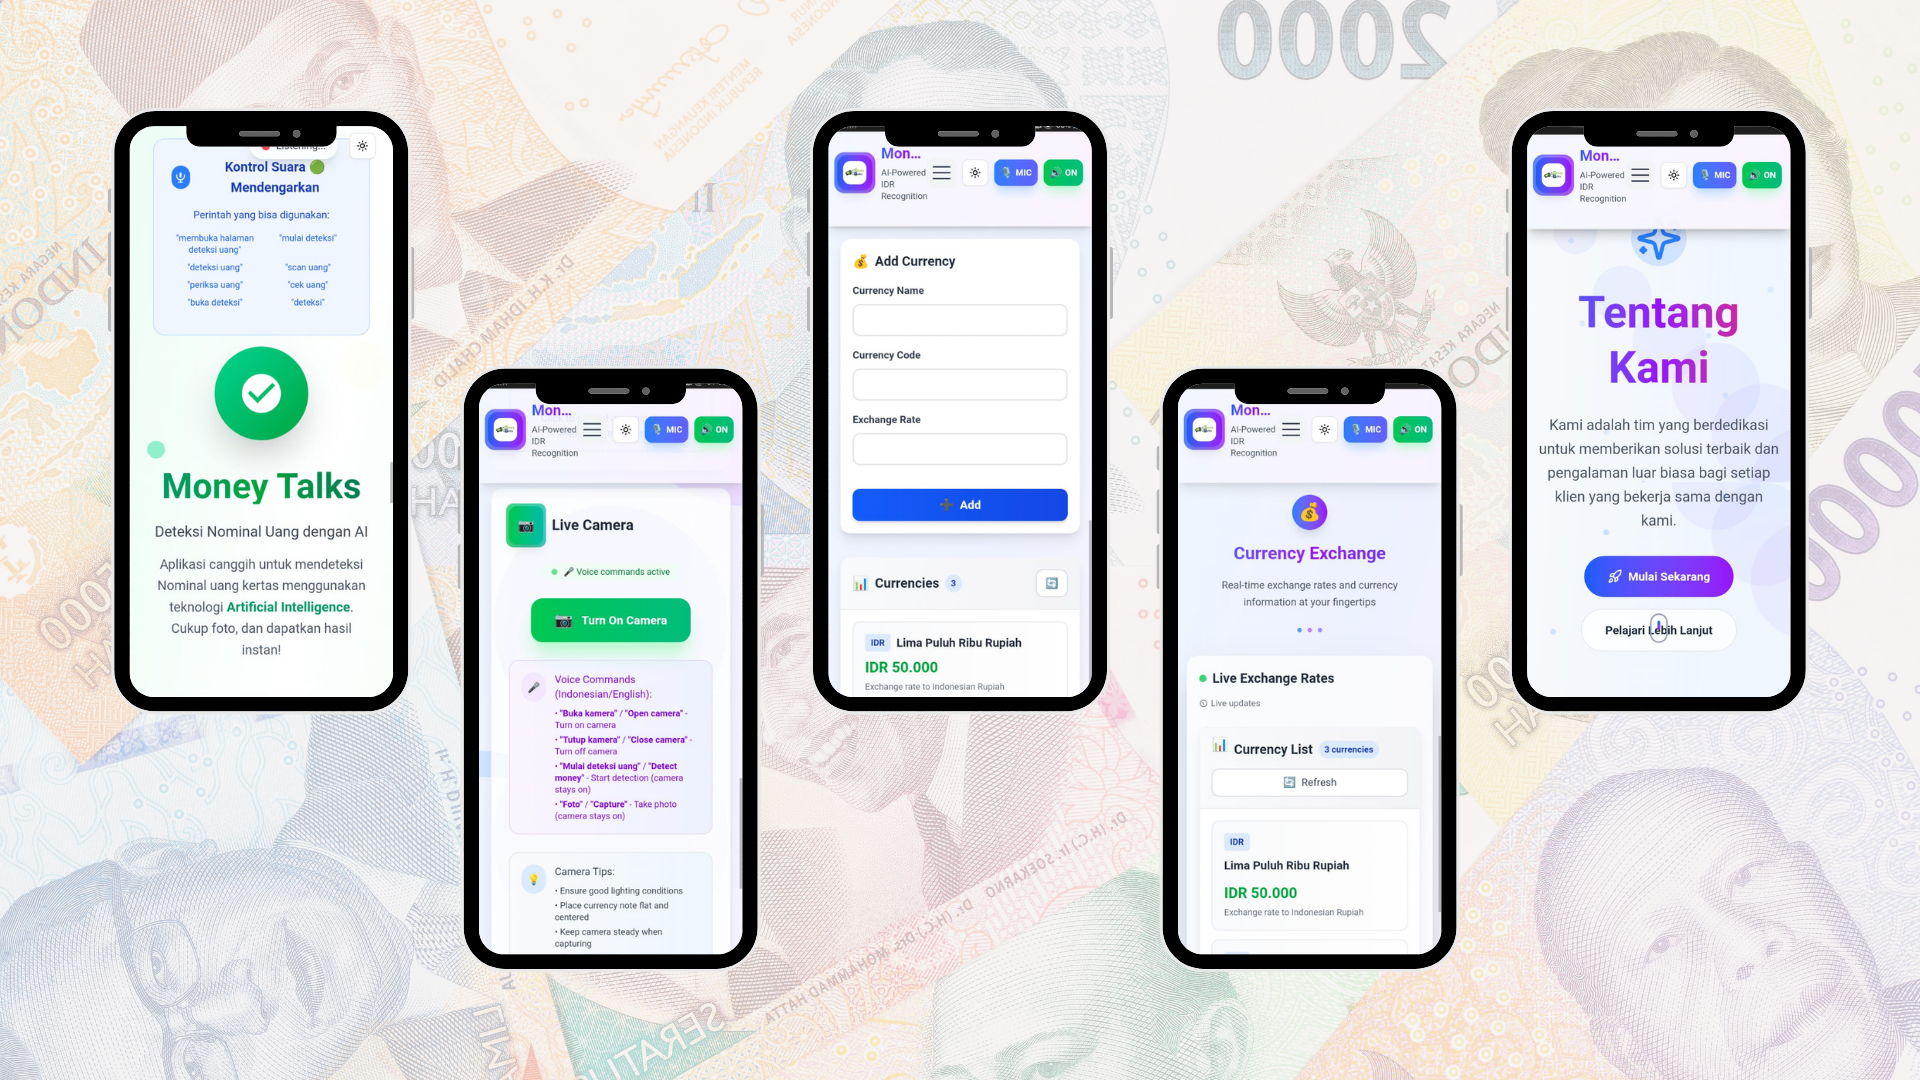 Listening...
Kontrol Suara
Mendengarkan
Perintah yang bisa digunakan:
"membuka halaman deteksi uang"
"mulai deteksi"
"deteksi uang"
"scan uang"
"periksa uang"
"cek uang"
"buka deteksi"
"deteksi"
Money Talks
Deteksi Nominal Uang dengan AI
Aplikasi canggih untuk mendeteksi
Nominal uang kertas menggunakan
teknologi Artificial Intelligence.
Cukup foto, dan dapatkan hasil
instan!
Mon...
AI-Powered
IDR
Recognition
MIC
ON
Live Camera
Voice commands active
Turn On Camera
Voice Commands
(Indonesian/English):
• "Buka kamera" / "Open camera" -
Turn on camera
• "Tutup kamera" / "Close camera" -
Turn off camera
• "Mulai deteksi uang" / "Detect
money" - Start detection (camera
stays on)
• "Foto" / "Capture" - Take photo
(camera stays on)
Camera Tips:
• Ensure good lighting conditions
• Place currency note flat and
centered
• Keep camera steady when
capturing
Mon...
AI-Powered
IDR
Recognition
MIC
ON
Add Currency
Currency Name
Currency Code
Exchange Rate
Add
Currencies 3
IDR Lima Puluh Ribu Rupiah
IDR 50.000
Exchange rate to Indonesian Rupiah
Mon...
AI-Powered
IDR
Recognition
MIC
ON
Currency Exchange
Real-time exchange rates and currency
information at your fingertips
Live Exchange Rates
Live updates
Currency List 3 currencies
Refresh
IDR
Lima Puluh Ribu Rupiah
IDR 50.000
Exchange rate to Indonesian Rupiah
Mon...
AI-Powered
IDR
Recognition
MIC
ON
Tentang
Kami
Kami adalah tim yang berdedikasi
untuk memberikan solusi terbaik dan
pengalaman luar biasa bagi setiap
klien yang bekerja sama dengan
kami.
Mulai Sekarang
Pelajari Lebih Lanjut
2000
Dr. K.H. IDHAM CHALID
Dr. (H.C.) Ir. SOEKARNO
Dr. (H.C.) Drs. MOHAMMAD HATTA